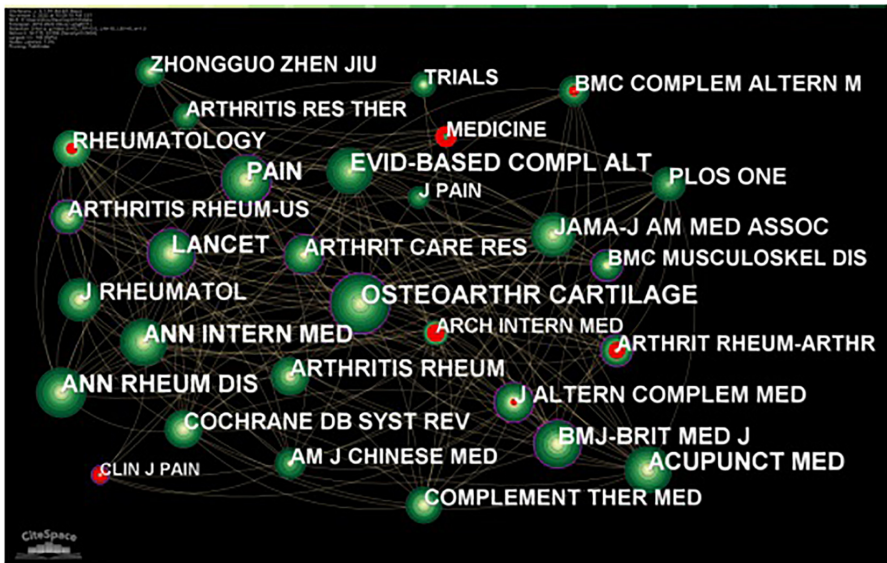 ZHONGGUO ZHEN JIU
TRIALS
BMC COMPLEM ALTERN M
ARTHRITIS RES THER
MEDICINE
RHEUMATOLOGY
EVID-BASED COMPL ALT
PAIN
PLOS ONE
J PAIN
ARTHRITIS RHEUM-US
JAMA-J AM MED ASSOC
LANCET
ARTHRIT CARE RES
BMC MUSCULOSKEL DIS
J RHEUMATOL
OSTEOARTHR CARTILAGE
ARCH INTERN MED
ANN INTERN MED
ARTHRIT RHEUM-ARTHR
ARTHRITIS RHEUM
ANN RHEUM DIS
J ALTERN COMPLEM MED
COCHRANE DB SYST REV
BMJ-BRIT MED J
AM J CHINESE MED
ACUPUNCT MED
CLIN J PAIN
COMPLEMENT THER MED
CiteSpace